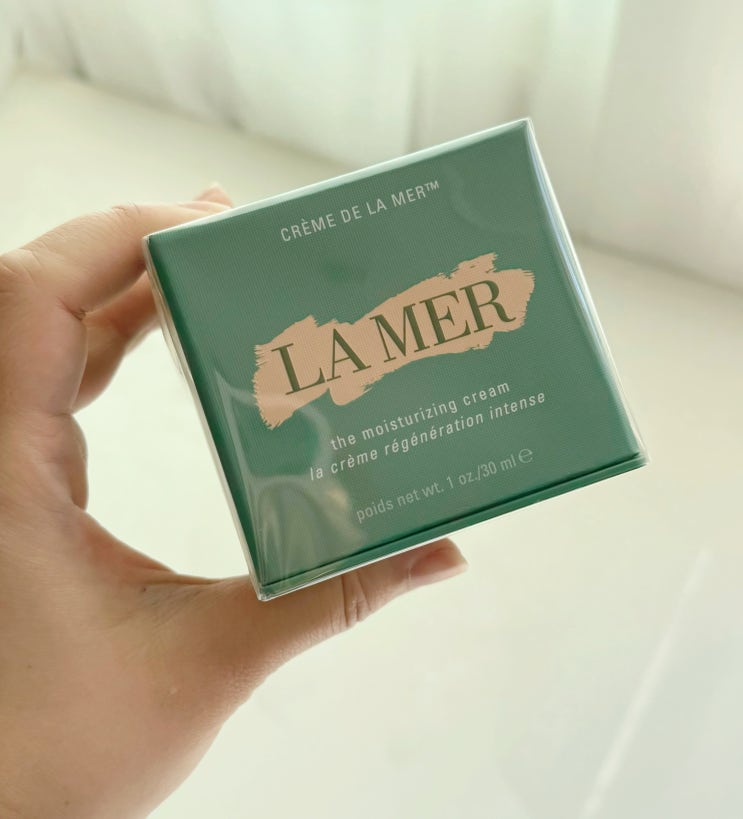 CRÈME DE LA MER™
LA MER
the moisturizing cream
la crème régénération intense
poids net wt. 1 oz./30 ml ℮